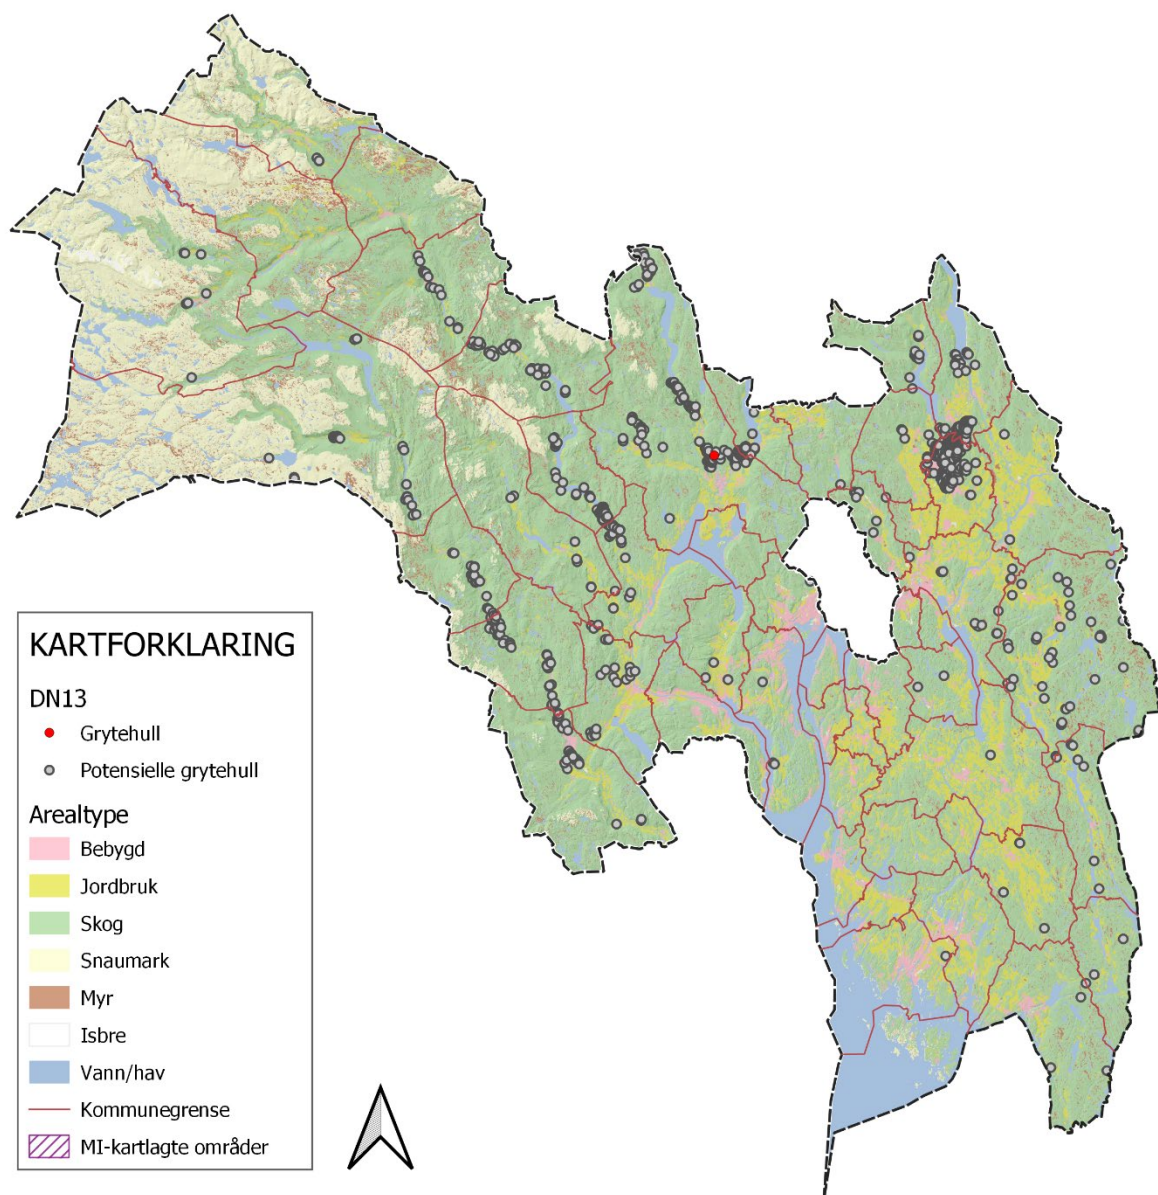 KARTFORKLARING
DN13
Grytehull
Potensielle grytehull
Arealtype
Bebygd
Jordbruk
Skog
Snaumark
Myr
Isbre
Vann/hav
Kommunegrense
MI-kartlagte områder